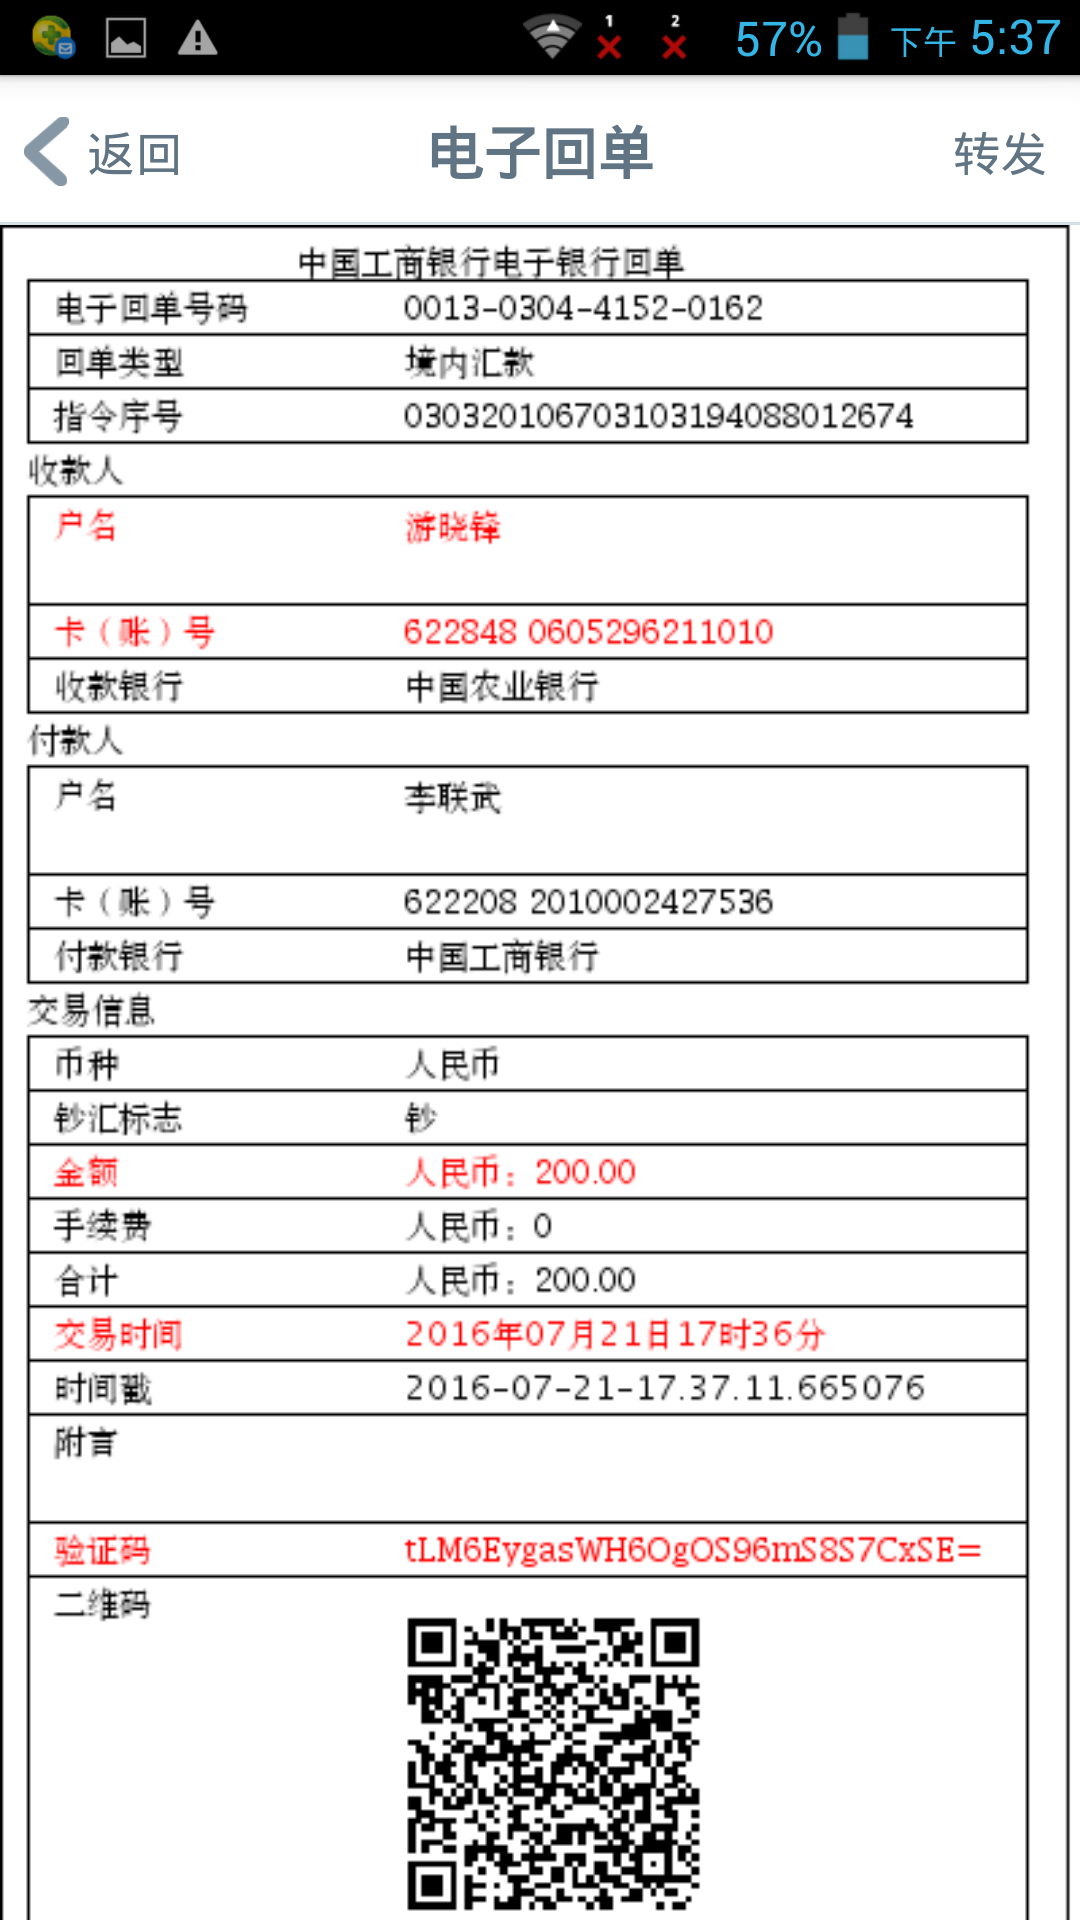 1 2 57% 下午 5:37
返回 电子回单 转发
中国工商银行电子银行回单
电子回单号码 0013-0304-4152-0162
回单类型 境内汇款
指令序号 030320106703103194088012674
收款人
户名 游晓锋
卡（账）号 622848 0605296211010
收款银行 中国农业银行
付款人
户名 李联武
卡（账）号 622208 2010002427536
付款银行 中国工商银行
交易信息
币种 人民币
钞汇标志 钞
金额 人民币：200.00
手续费 人民币：0
合计 人民币：200.00
交易时间 2016年07月21日17时36分
时间戳 2016-07-21-17.37.11.665076
附言
验证码 tLM6EygasWH6OgOS96mS8S7CxSE=
二维码